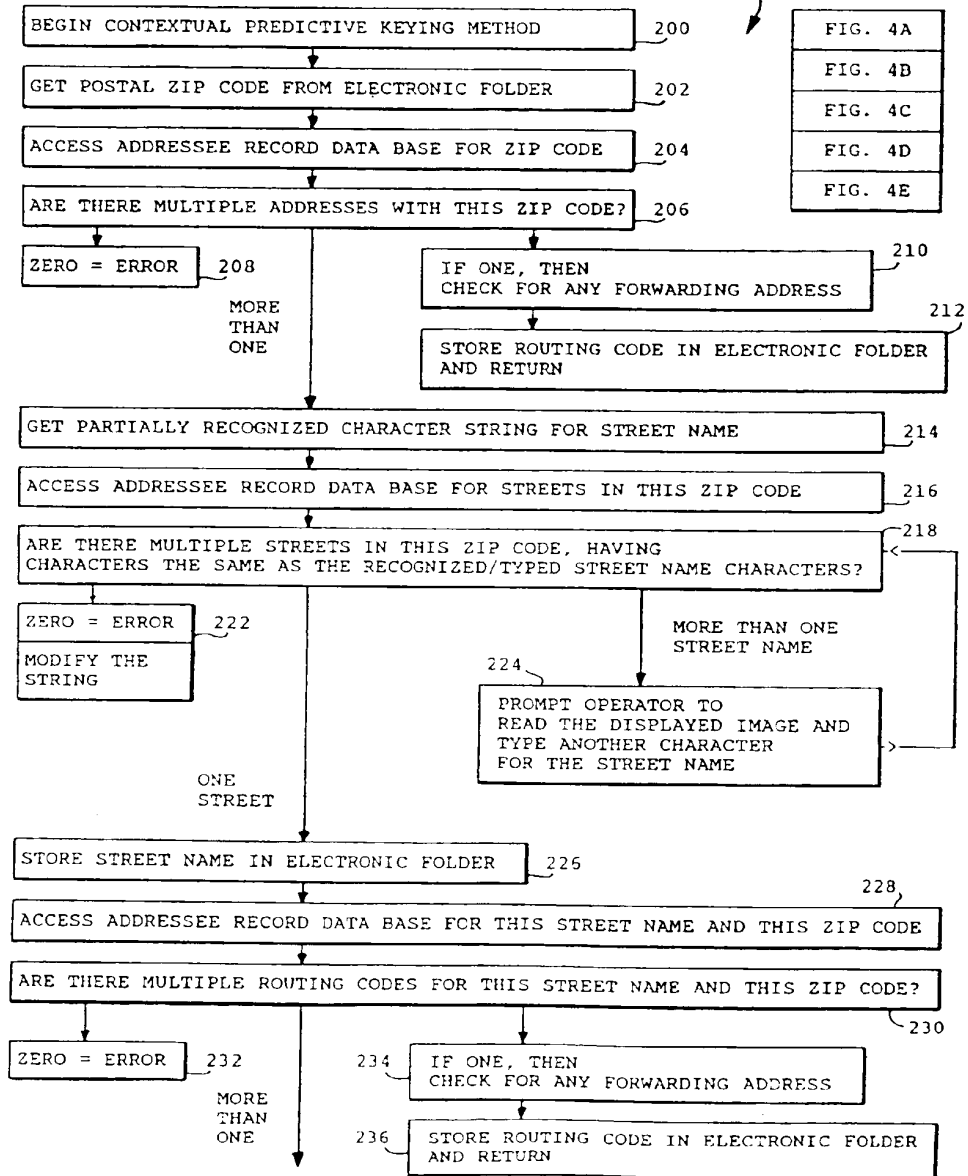 BEGIN CONTEXTUAL PREDICTIVE KEYING METHOD
200
FIG. 4A
FIG. 4B
FIG. 4C
FIG. 4D
FIG. 4E
GET POSTAL ZIP CODE FROM ELECTRONIC FOLDER
202
ACCESS ADDRESSEE RECORD DATA BASE FOR ZIP CODE
204
ARE THERE MULTIPLE ADDRESSES WITH THIS ZIP CODE?
206
ZERO = ERROR
208
MORE
THAN
ONE
210
IF ONE, THEN
CHECK FOR ANY FORWARDING ADDRESS
212
STORE ROUTING CODE IN ELECTRONIC FOLDER
AND RETURN
GET PARTIALLY RECOGNIZED CHARACTER STRING FOR STREET NAME
214
ACCESS ADDRESSEE RECORD DATA BASE FOR STREETS IN THIS ZIP CODE
216
218
ARE THERE MULTIPLE STREETS IN THIS ZIP CODE, HAVING
CHARACTERS THE SAME AS THE RECOGNIZED/TYPED STREET NAME CHARACTERS?
ZERO = ERROR
222
MODIFY THE
STRING
MORE THAN ONE
STREET NAME
224
PROMPT OPERATOR TO
READ THE DISPLAYED IMAGE AND
TYPE ANOTHER CHARACTER
FOR THE STREET NAME
ONE
STREET
STORE STREET NAME IN ELECTRONIC FOLDER
226
228
ACCESS ADDRESSEE RECORD DATA BASE FOR THIS STREET NAME AND THIS ZIP CODE
ARE THERE MULTIPLE ROUTING CODES FOR THIS STREET NAME AND THIS ZIP CODE?
230
ZERO = ERROR
232
MORE
THAN
ONE
234
IF ONE, THEN
CHECK FOR ANY FORWARDING ADDRESS
236
STORE ROUTING CODE IN ELECTRONIC FOLDER
AND RETURN